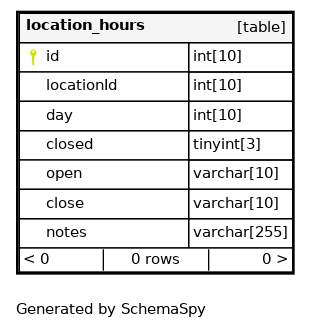 location_hours [table]
id int[10]
locationId int[10]
day int[10]
closed tinyint[3]
open varchar[10]
close varchar[10]
notes varchar[255]
< 0 0 rows 0 >
Generated by SchemaSpy